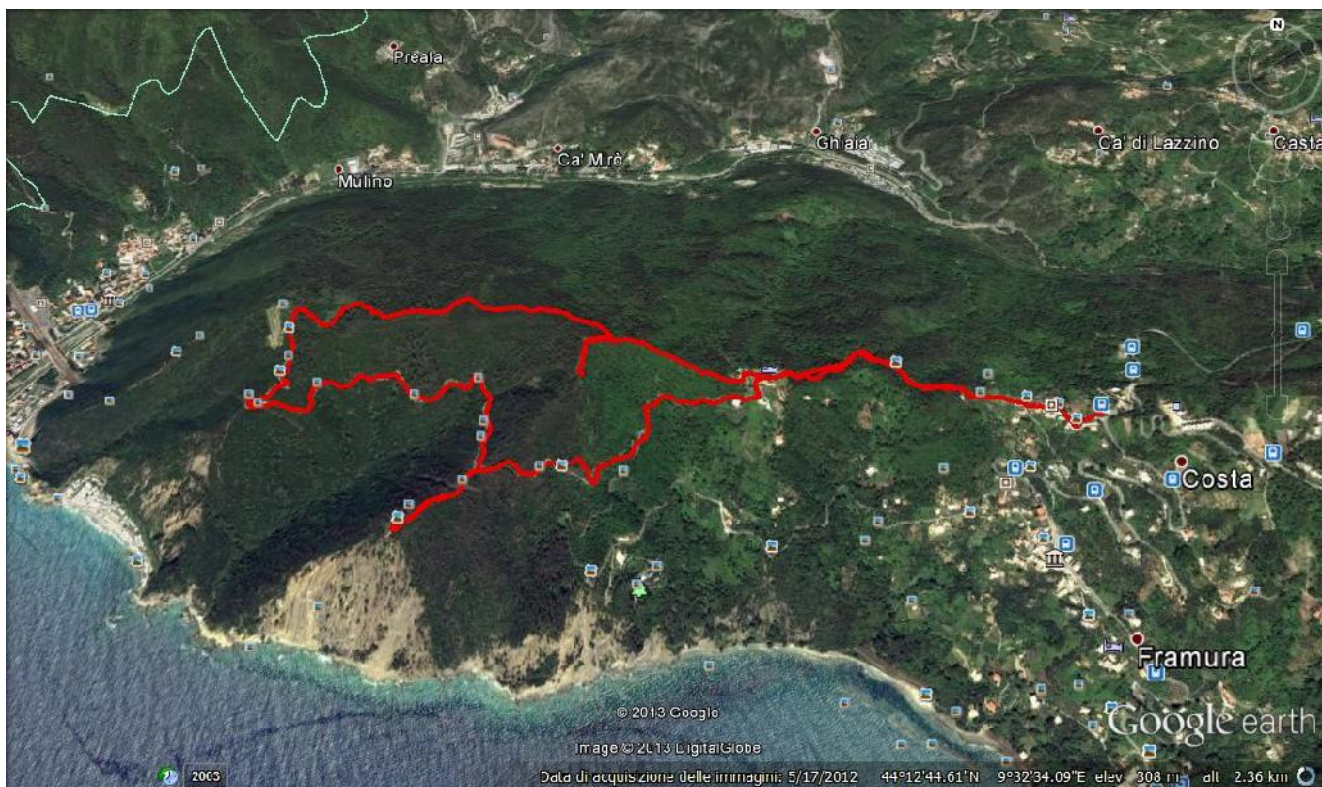 N
Preala
Ca' Mirò
Ghiaia
Ca' di Lazzino
Casta
Mulino
Costa
Framura
© 2013 Google
Google earth
Image © 2013 DigitalGlobe
2003
Data di acquisizione delle immagini: 5/17/2012 44°12'44.61"N 9°32'34.09"E elev 308 m alt 2.36 km